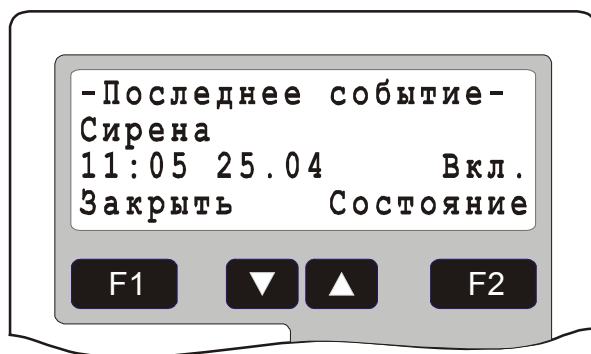 -Последнее событие-
Сирена
11:05 25.04 Вкл.
Закрыть Состояние
F1 ▼ ▲ F2